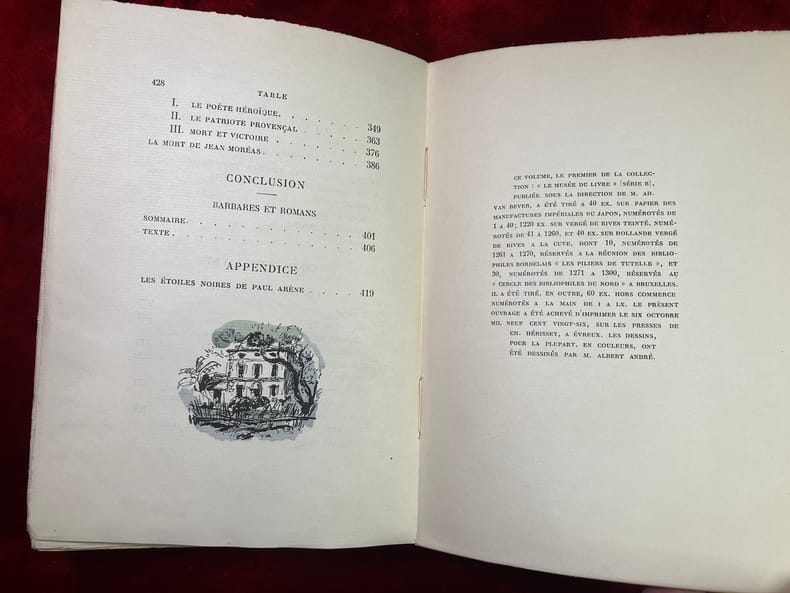 428
TABLE
I. LE POÈTE HÉROÏQUE. . . . . . . 349
II. LE PATRIOTE PROVENÇAL . . . . . . 363
III. MORT ET VICTOIRE . . . . . . . 376
LA MORT DE JEAN MORÉAS. . . . . . . 386
CONCLUSION
BARBARES ET ROMANS
SOMMAIRE. . . . . . . . . . 401
TEXTE . . . . . . . . . . 406
APPENDICE
LES ÉTOILES NOIRES DE PAUL ARÈNE . . . . 419
CE VOLUME, LE PREMIER DE LA COLLEC-
TION : « LE MUSÉE DU LIVRE » (SÉRIE B),
PUBLIÉE SOUS LA DIRECTION DE M. AD.
VAN BEVER, A ÉTÉ TIRÉ A 40 EX. SUR PAPIER DES
MANUFACTURES IMPÉRIALES DU JAPON, NUMÉROTÉS DE
1 A 40; 1220 EX. SUR VERGÉ DE RIVES TEINTÉ, NUMÉ-
ROTÉS DE 41 A 1260, ET 40 EX. SUR HOLLANDE VERGÉ
DE RIVES A LA CUVE, DONT 10, NUMÉROTÉS DE
1261 A 1270, RÉSERVÉS A LA RÉUNION DES BIBLIO-
PHILES BORDELAIS « LES PILIERS DE TUTELLE », ET
30, NUMÉROTÉS DE 1271 A 1300, RÉSERVÉS AU
« CERCLE DES BIBLIOPHILES DU NORD » A BRUXELLES.
IL A ÉTÉ TIRÉ, EN OUTRE, 60 EX. HORS COMMERCE
NUMÉROTÉS A LA MAIN DE I A LX. LE PRÉSENT
OUVRAGE A ÉTÉ ACHEVÉ D'IMPRIMER LE SIX OCTOBRE
MIL NEUF CENT VINGT-SIX, SUR LES PRESSES DE
CH. HÉRISSEY, A ÉVREUX. LES DESSINS,
POUR LA PLUPART, EN COULEURS, ONT
ÉTÉ DESSINÉS PAR M. ALBERT ANDRÉ.